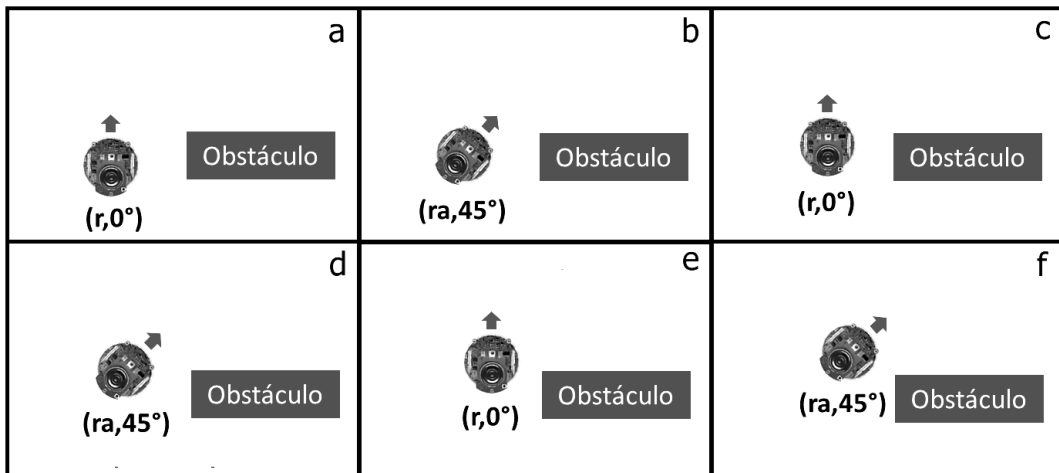 a
Obstáculo
(r,0°)
b
Obstáculo
(ra,45°)
c
Obstáculo
(r,0°)
d
Obstáculo
(ra,45°)
e
Obstáculo
(r,0°)
f
Obstáculo
(ra,45°)